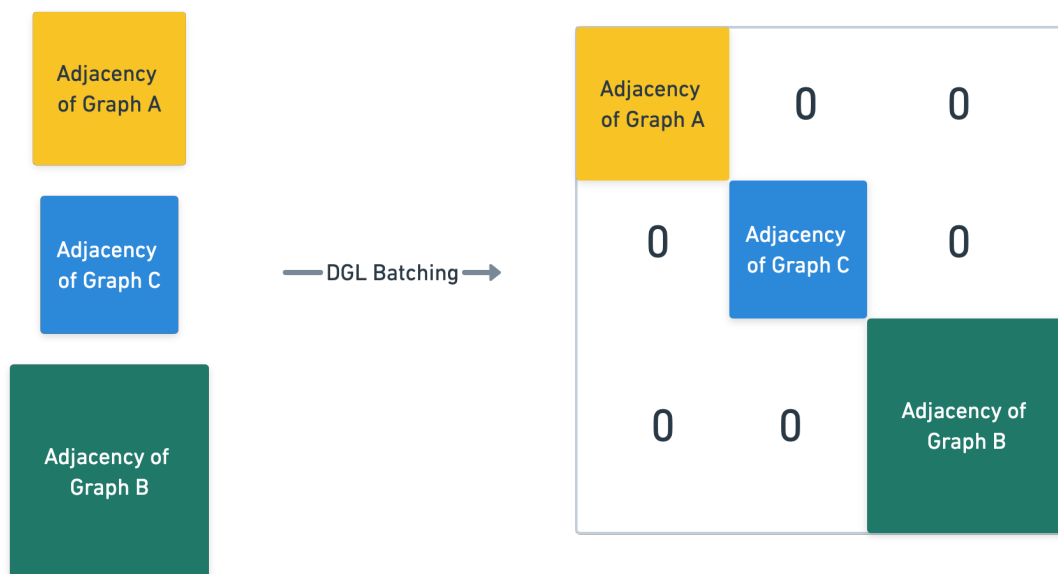 Adjacency
of Graph A
Adjacency
of Graph C
Adjacency of
Graph B
DGL Batching
Adjacency
of Graph A
0
0
0
Adjacency
of Graph C
0
0
0
Adjacency of
Graph B